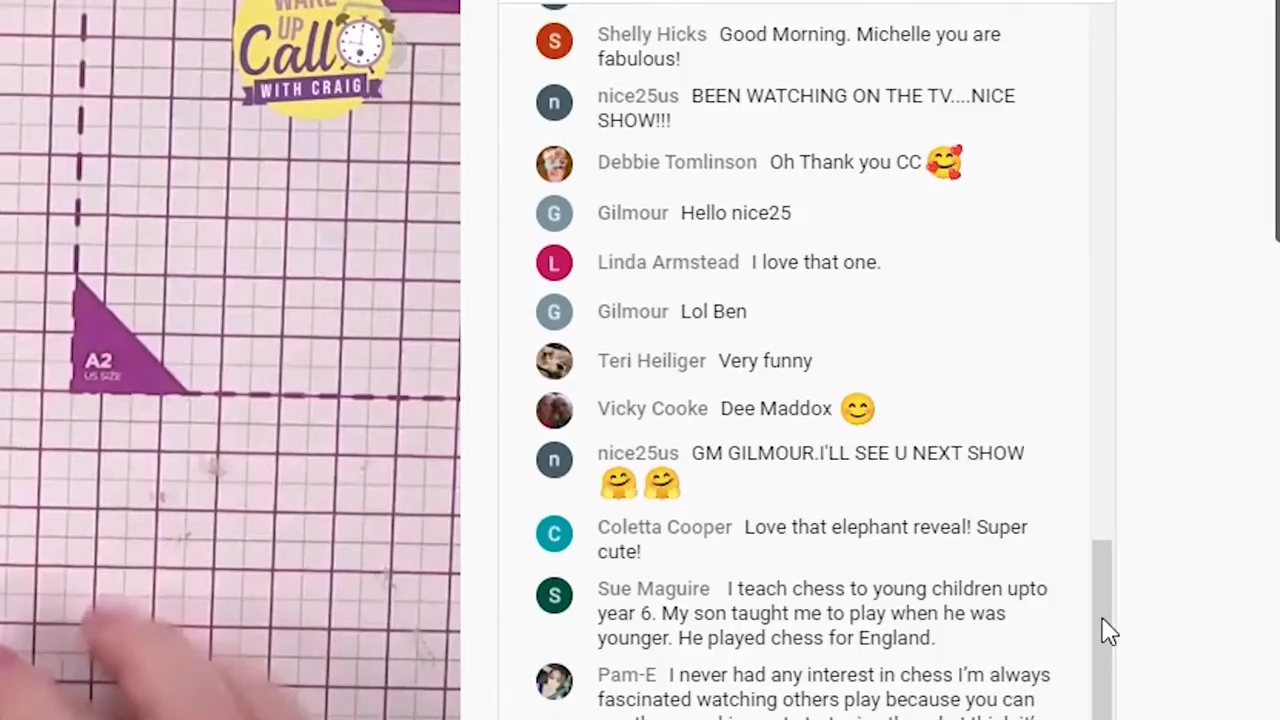 WAKE
UP
Call
WITH CRAIG
A2
US SIZE
S Shelly Hicks Good Morning. Michelle you are
fabulous!
n nice25us BEEN WATCHING ON THE TV....NICE
SHOW!!!
Debbie Tomlinson Oh Thank you CC 🥰
G Gilmour Hello nice25
L Linda Armstead I love that one.
G Gilmour Lol Ben
Teri Heiliger Very funny
Vicky Cooke Dee Maddox 😊
n nice25us GM GILMOUR.I'LL SEE U NEXT SHOW
🤗🤗
C Coletta Cooper Love that elephant reveal! Super
cute!
S Sue Maguire I teach chess to young children upto
year 6. My son taught me to play when he was
younger. He played chess for England.
Pam-E I never had any interest in chess I'm always
fascinated watching others play because you can